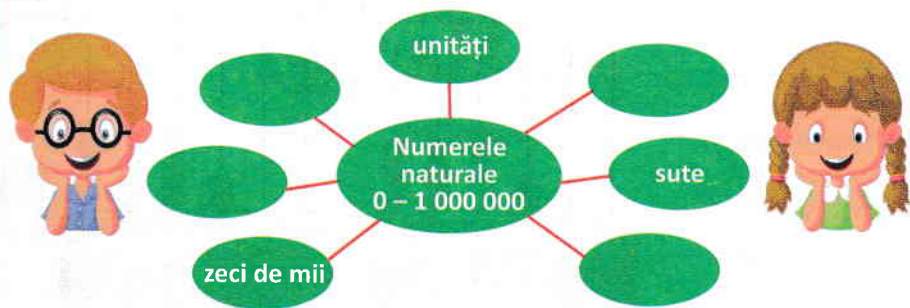 unități
Numerele
naturale
0 – 1 000 000
sute
zeci de mii